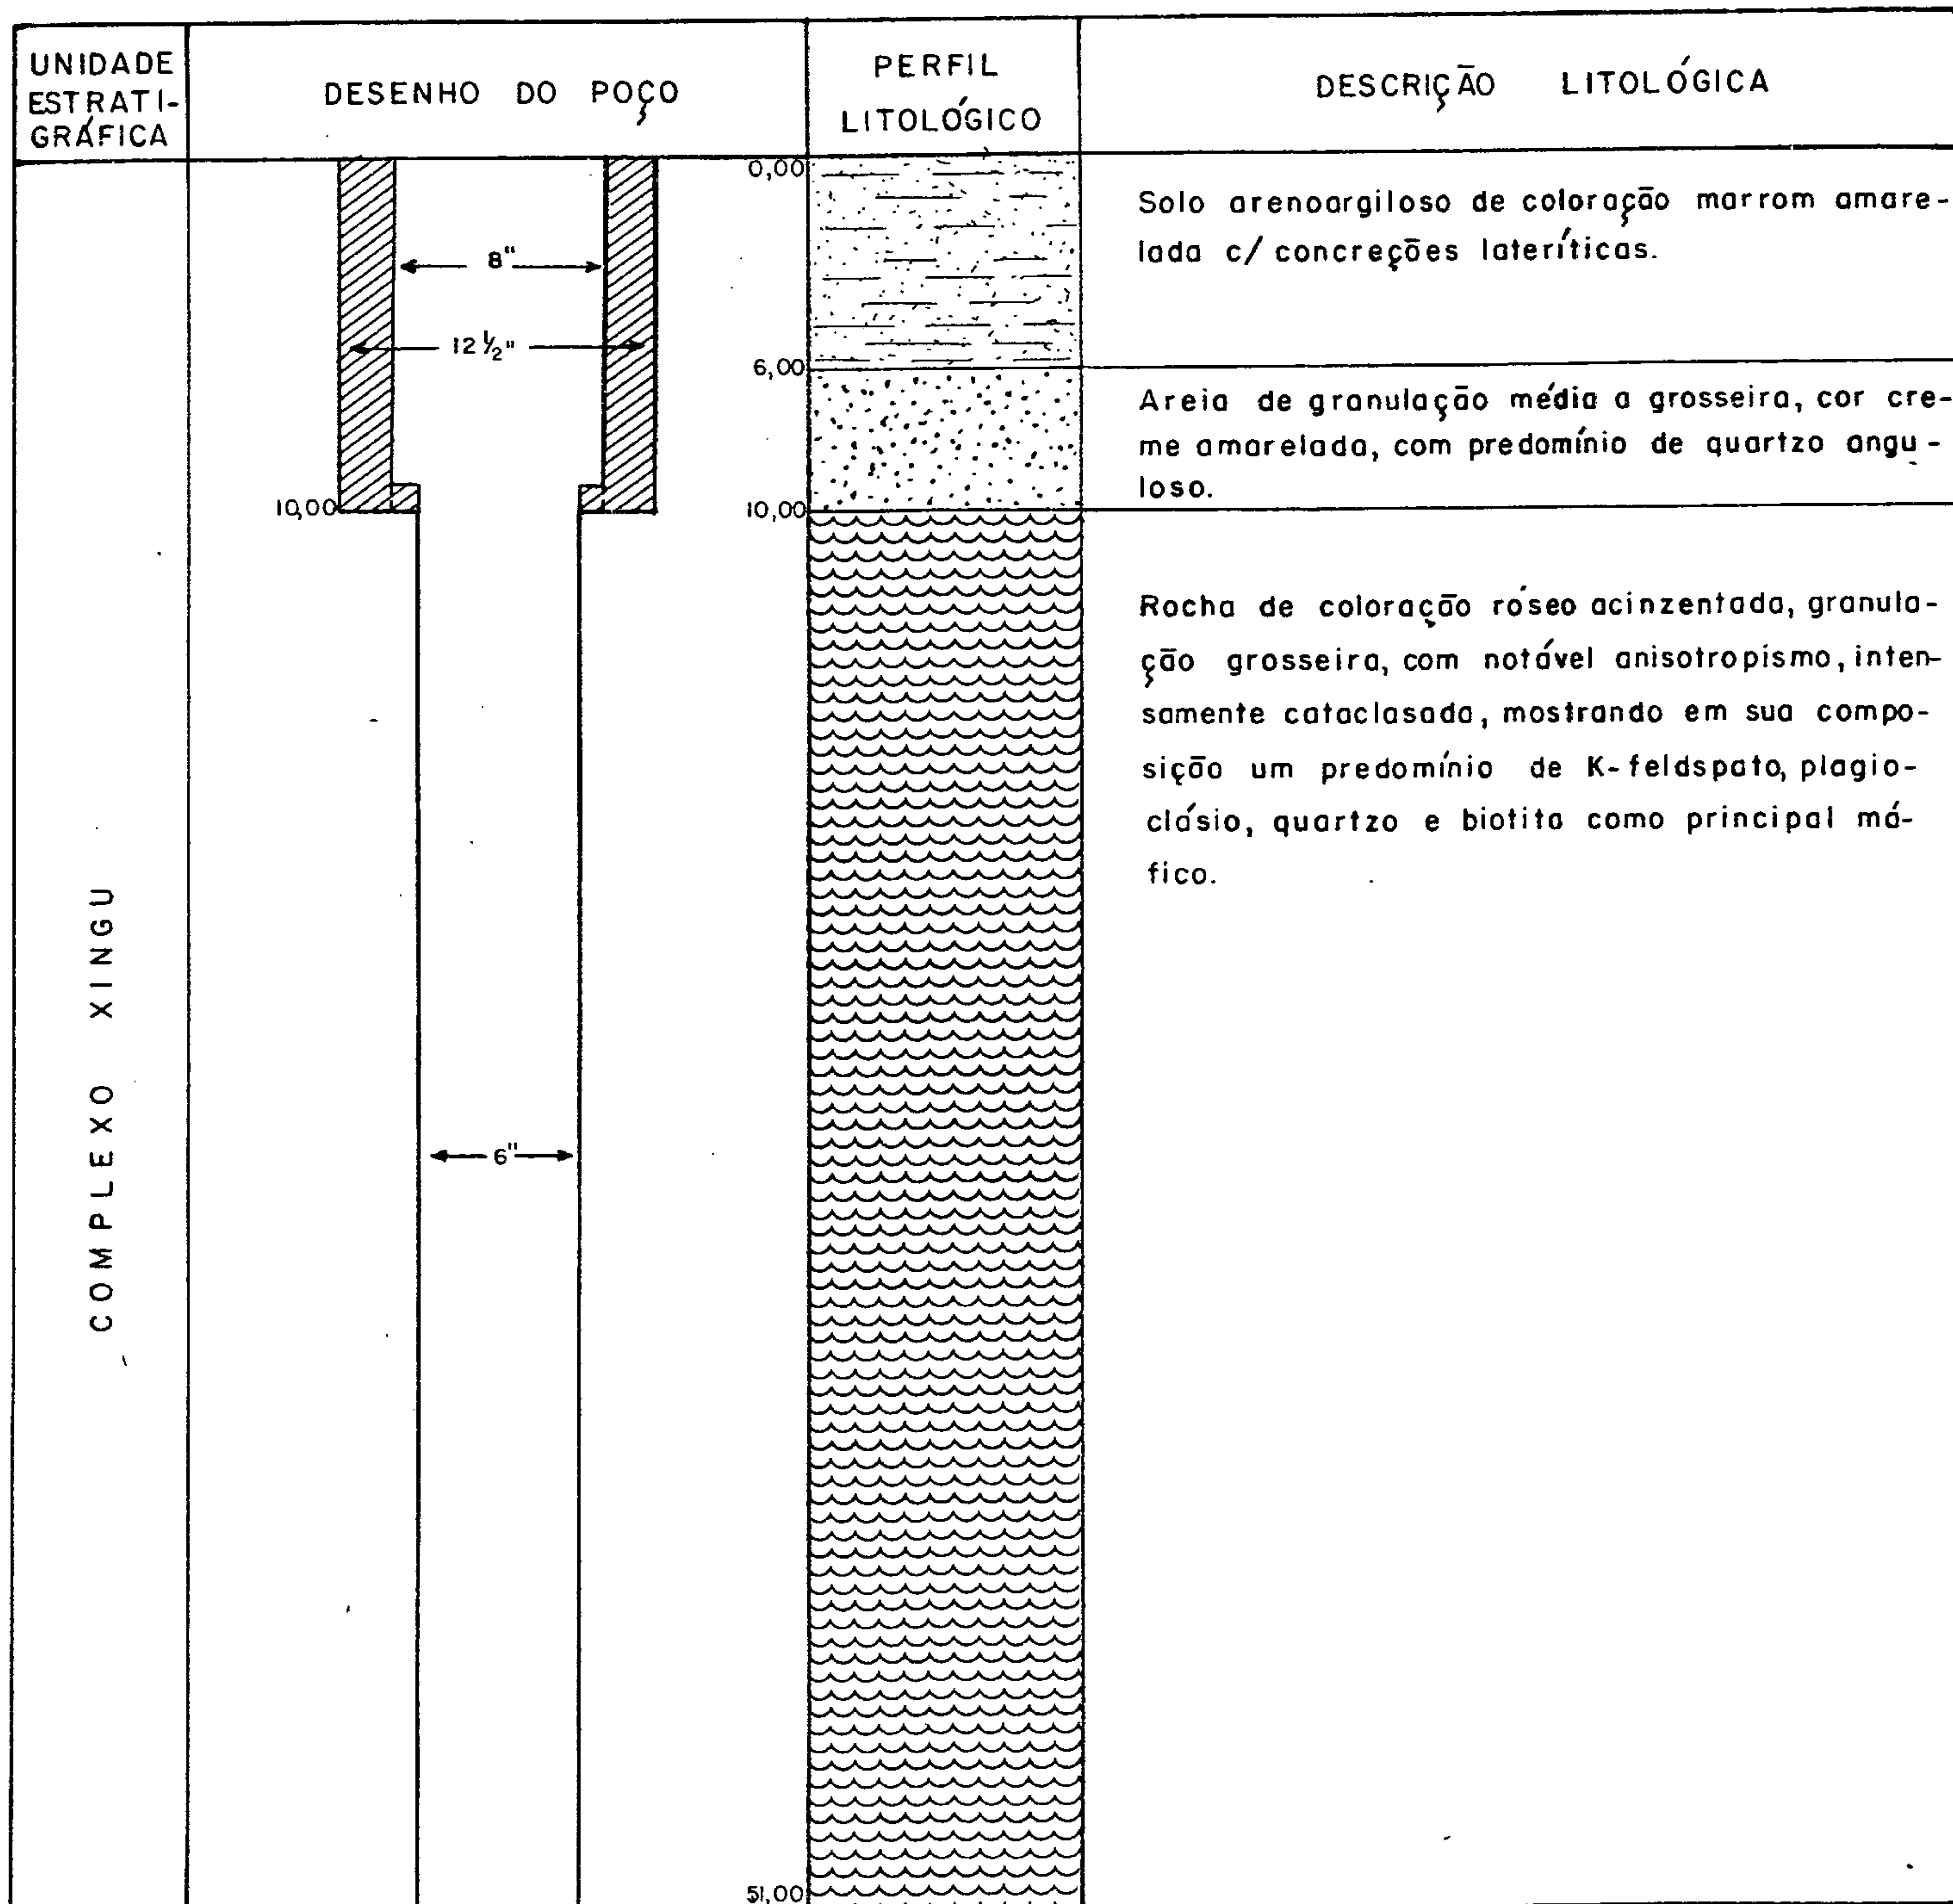 UNIDADE
ESTRATI-
GRÁFICA
DESENHO DO POÇO
PERFIL
LITOLÓGICO
DESCRIÇÃO LITOLÓGICA
0,00
Solo arenoargiloso de coloração marrom amare-
lada c/ concreções lateríticas.
8"
12 ½"
6,00
Areia de granulação média a grosseira, cor cre-
me amarelada, com predomínio de quartzo angu-
loso.
10,00
10,00
Rocha de coloração róseo acinzentada, granula-
ção grosseira, com notável anisotropismo, inten-
samente cataclasada, mostrando em sua compo-
sição um predomínio de K-feldspato, plagio-
clásio, quartzo e biotita como principal má-
fico.
COMPLEXO XINGU
6"
51,00